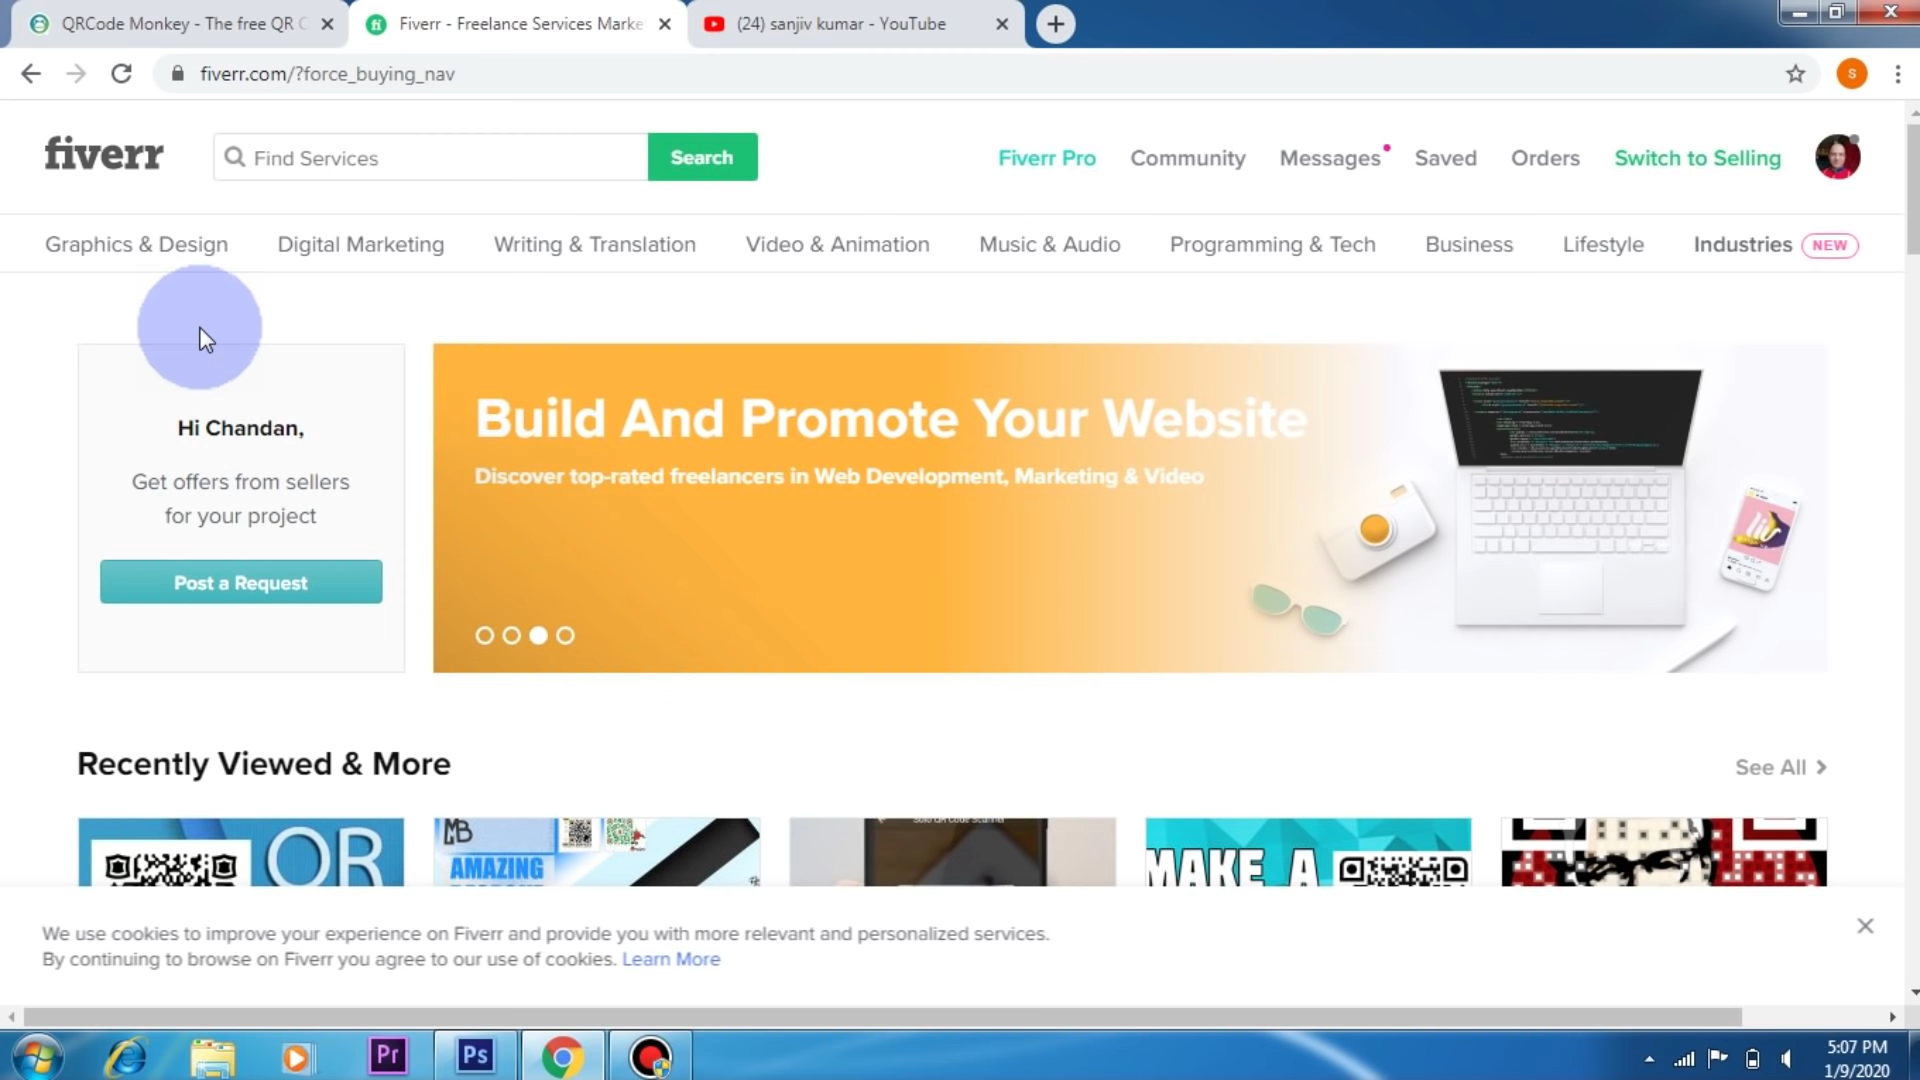 QRCode Monkey - The free QR C
Fiverr - Freelance Services Marke
(24) sanjiv kumar - YouTube
fiverr.com/?force_buying_nav
S
fiverr
Find Services
Search
Fiverr Pro
Community
Messages
Saved
Orders
Switch to Selling
Graphics & Design
Digital Marketing
Writing & Translation
Video & Animation
Music & Audio
Programming & Tech
Business
Lifestyle
Industries NEW
Hi Chandan,
Get offers from sellers
for your project
Post a Request
Build And Promote Your Website
Discover top-rated freelancers in Web Development, Marketing & Video
Recently Viewed & More
See All
QR
MB
AMAZING
MAKE A
We use cookies to improve your experience on Fiverr and provide you with more relevant and personalized services.
By continuing to browse on Fiverr you agree to our use of cookies. Learn More
Pr
Ps
5:07 PM
1/9/2020